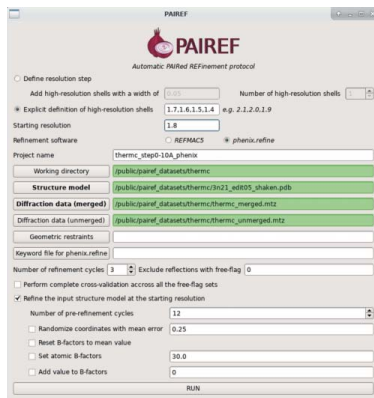 PAIREF
PAIREF
Automatic PAIRed REFinement protocol
Define resolution step
Add high-resolution shells with a width of 0.05 Number of high-resolution shells 1
Explicit definition of high-resolution shells 1.7,1.6,1.5,1.4 e.g. 2.1,2.0,1.9
Starting resolution 1.8
Refinement software REFMAC5 phenix.refine
Project name thermc_step0-10A_phenix
Working directory /public/pairef_datasets/thermc
Structure model /public/pairef_datasets/thermc/3n21_edit05_shaken.pdb
Diffraction data (merged) /public/pairef_datasets/thermc/thermc_merged.mtz
Diffraction data (unmerged) /public/pairef_datasets/thermc/thermc_unmerged.mtz
Geometric restraints
Keyword file for phenix.refine
Number of refinement cycles 3 Exclude reflections with free-flag 0
Perform complete cross-validation accross all the free-flag sets
Refine the input structure model at the starting resolution
Number of pre-refinement cycles 12
Randomize coordinates with mean error 0.25
Reset B-factors to mean value
Set atomic B-factors 30.0
Add value to B-factors 0
RUN